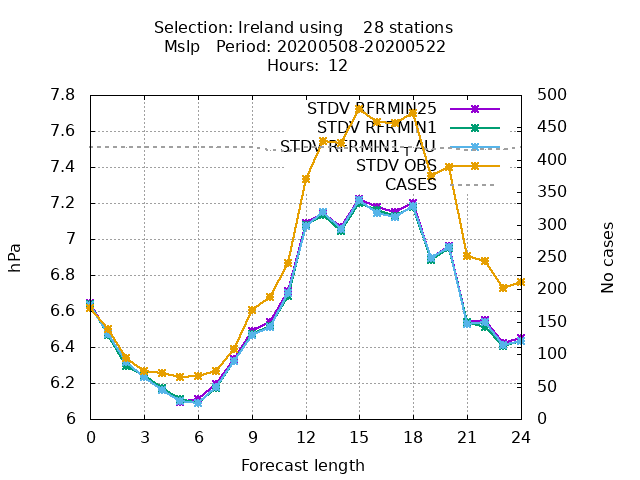 Selection: Ireland using    28 stations
Mslp   Period: 20200508-20200522
Hours:  12
STDV RFRMIN25
STDV RFRMIN1
STDV RFRMIN1_AU
STDV OBS
CASES
7.8
7.6
7.4
7.2
7
6.8
6.6
6.4
6.2
6
hPa
500
450
400
350
300
250
200
150
100
50
0
No cases
0 3 6 9 12 15 18 21 24
Forecast length